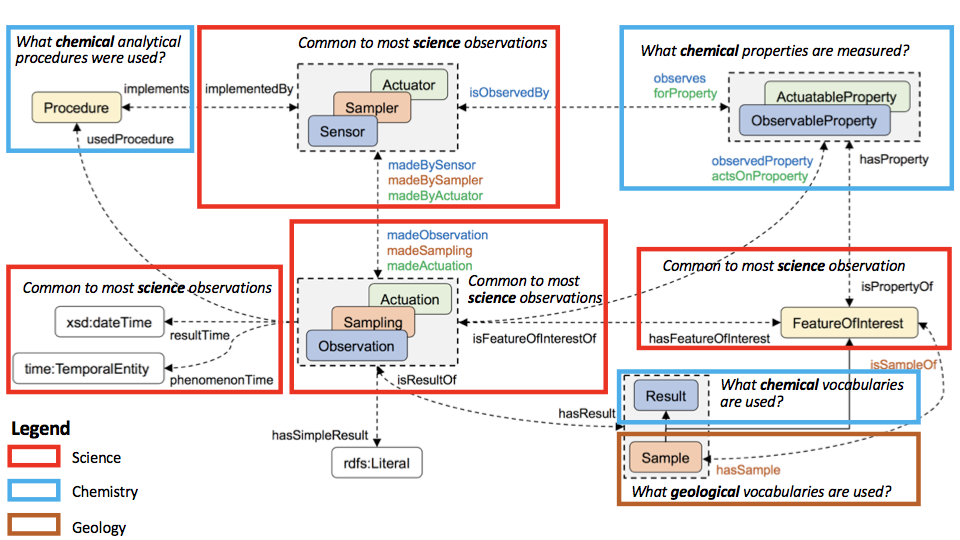 What chemical analytical
procedures were used?
Common to most science observations
What chemical properties are measured?
Procedure
implements
implementedBy
Actuator
Sampler
Sensor
isObservedBy
observes
forProperty
ActuatableProperty
ObservableProperty
usedProcedure
madeBySensor
madeBySampler
madeByActuator
observedProperty
actsOnPropoerty
hasProperty
madeObservation
madeSampling
madeActuation
Common to most science observations
Common to most
science observations
Common to most science observation
isPropertyOf
xsd:dateTime
resultTime
time:TemporalEntity
phenomenonTime
Actuation
Sampling
Observation
isFeatureOfInterestOf
hasFeatureOfInterest
FeatureOfInterest
isSampleOf
isResultOf
hasResult
Result
What chemical vocabularies
are used?
hasSimpleResult
rdfs:Literal
Sample
hasSample
What geological vocabularies are used?
Legend
Science
Chemistry
Geology